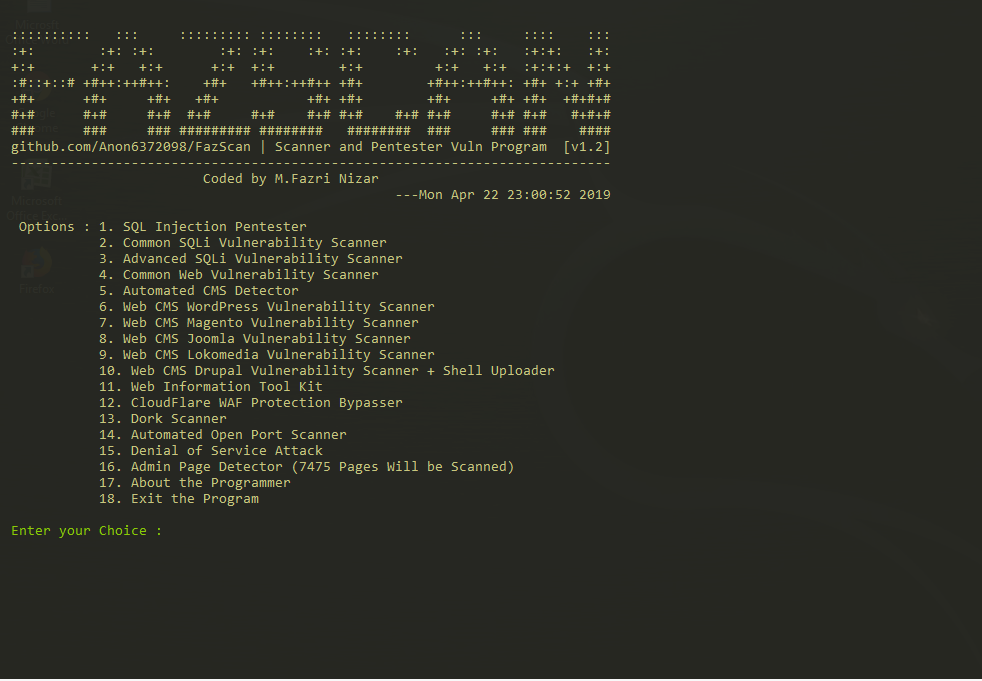 github.com/Anon6372098/FazScan | Scanner and Pentester Vuln Program [v1.2]
Coded by M.Fazri Nizar
---Mon Apr 22 23:00:52 2019
Options : 1. SQL Injection Pentester
2. Common SQLi Vulnerability Scanner
3. Advanced SQLi Vulnerability Scanner
4. Common Web Vulnerability Scanner
5. Automated CMS Detector
6. Web CMS WordPress Vulnerability Scanner
7. Web CMS Magento Vulnerability Scanner
8. Web CMS Joomla Vulnerability Scanner
9. Web CMS Lokomedia Vulnerability Scanner
10. Web CMS Drupal Vulnerability Scanner + Shell Uploader
11. Web Information Tool Kit
12. CloudFlare WAF Protection Bypasser
13. Dork Scanner
14. Automated Open Port Scanner
15. Denial of Service Attack
16. Admin Page Detector (7475 Pages Will be Scanned)
17. About the Programmer
18. Exit the Program
Enter your Choice :
Microsoft
Firefox